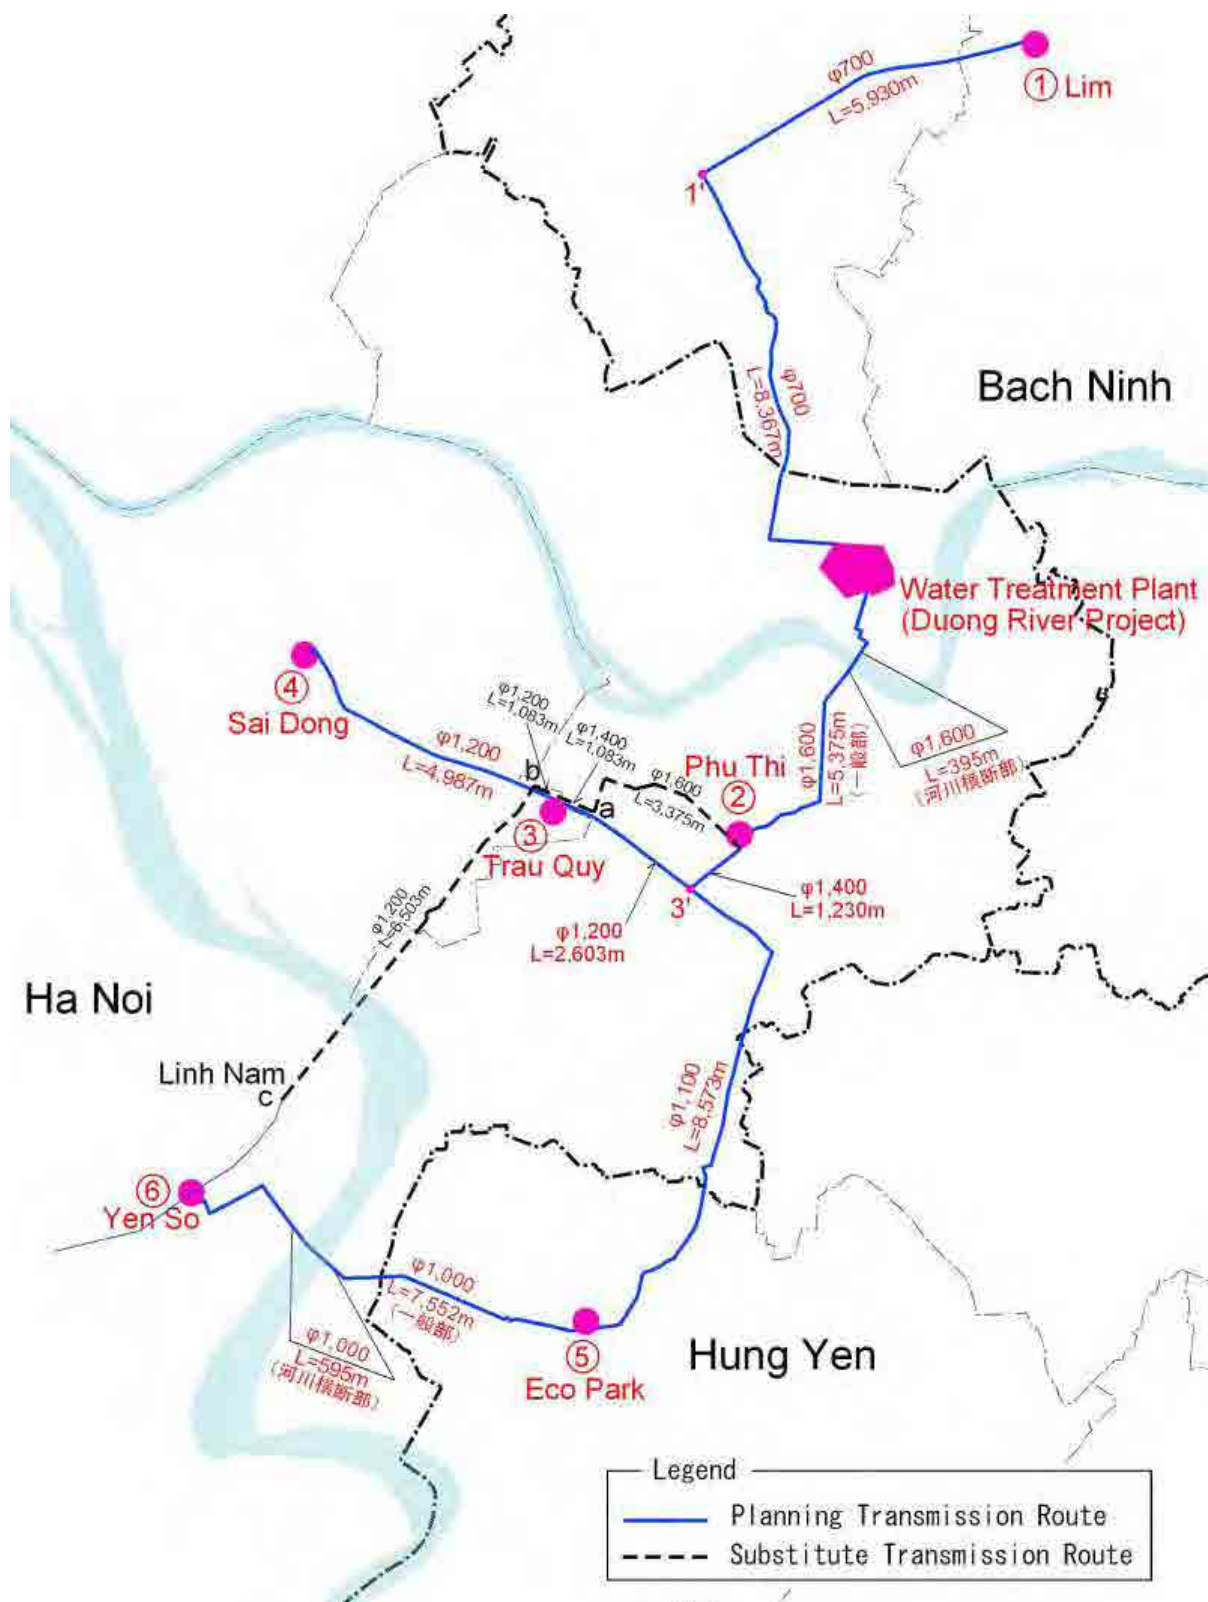 φ700
L=5.930m
① Lim
1'
φ700
L=8.367m
Bach Ninh
Water Treatment Plant
(Duong River Project)
④
Sai Dong
φ1,200
L=4,987m
φ1,200
L=1,083m
φ1,400
L=1,083m
b
a
③
Trau Quy
φ1,600
L=3,375m
Phu Thi
②
φ1,600
L=5,375m
(一般部)
φ1,600
L=395m
(河川横断部)
φ1,400
L=1,230m
3'
φ1,200
L=2,603m
φ1,200
L=6,503m
Ha Noi
Linh Nam
c
φ1,100
L=8,573m
⑥
Yen So
φ1,000
L=7,552m
(一般部)
φ1,000
L=595m
(河川横断部)
⑤
Eco Park
Hung Yen
Legend
Planning Transmission Route
Substitute Transmission Route